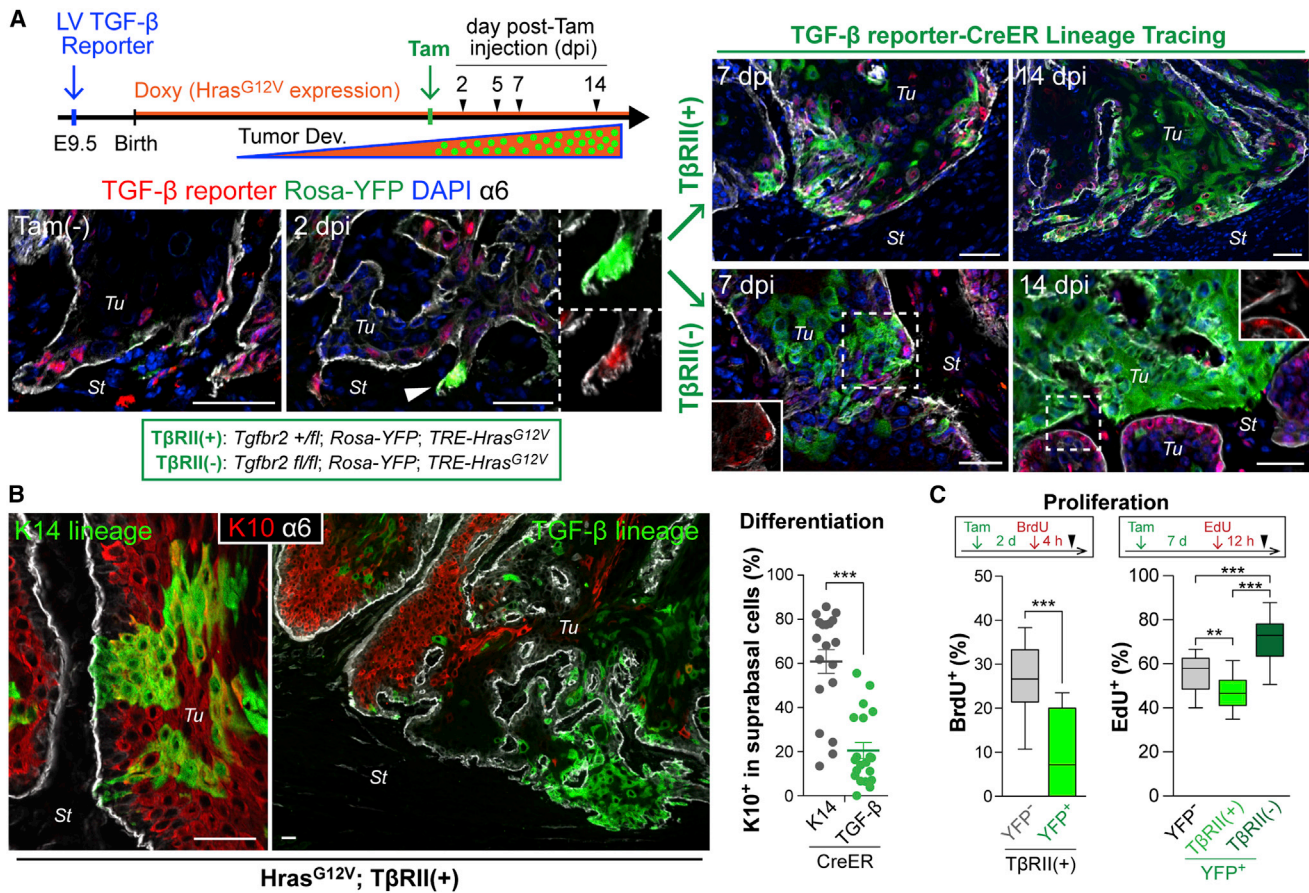 A
LV TGF-β
Reporter
Tam
day post-Tam
injection (dpi)
2 5 7 14
Doxy (HrasG12V expression)
E9.5 Birth
Tumor Dev.
TGF-β reporter Rosa-YFP DAPI α6
Tam(-)
Tu
St
2 dpi
Tu
St
TβRII(+): Tgfbr2 +/fl; Rosa-YFP; TRE-HrasG12V
TβRII(-): Tgfbr2 fl/fl; Rosa-YFP; TRE-HrasG12V
TGF-β reporter-CreER Lineage Tracing
TβRII(+)
7 dpi
Tu
St
14 dpi
Tu
St
TβRII(-)
7 dpi
Tu
St
14 dpi
Tu
St
Tu
B
K14 lineage
K10 α6
TGF-β lineage
Tu
St
Tu
St
HrasG12V; TβRII(+)
Differentiation
K10+ in suprabasal cells (%)
100
80
60
40
20
0
***
K14
TGF-β
CreER
C
Proliferation
Tam BrdU
2 d 4 h
BrdU+ (%)
50
40
30
20
10
0
***
YFP-
YFP+
TβRII(+)
Tam EdU
7 d 12 h
EdU+ (%)
100
80
60
40
20
0
***
***
**
YFP-
TβRII(+)
TβRII(-)
YFP+